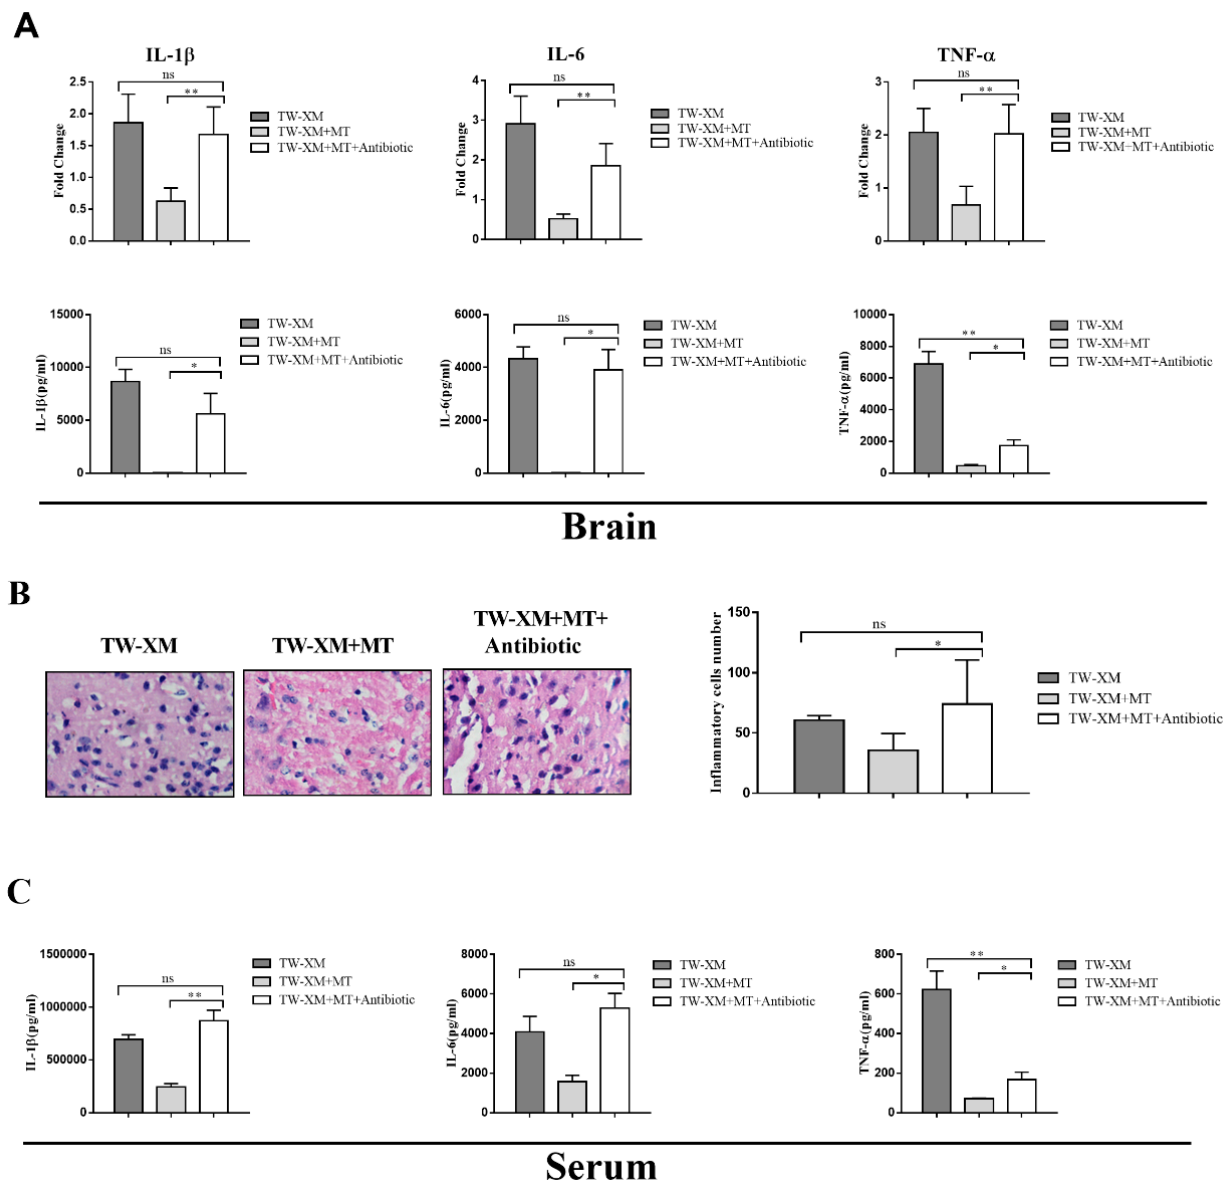 A
IL-1β
ns
**
2.5
2.0
1.5
1.0
0.5
0.0
Fold Change
TW-XM
TW-XM+MT
TW-XM+MT+Antibiotic
IL-6
ns
**
4
3
2
1
0
Fold Change
TW-XM
TW-XM+MT
TW-XM+MT+Antibiotic
TNF-α
ns
**
3
2
1
0
Fold Change
TW-XM
TW-XM+MT
TW-XM+MT+Antibiotic
15000
10000
5000
0
IL-1β(pg/ml)
ns
*
TW-XM
TW-XM+MT
TW-XM+MT+Antibiotic
6000
4000
2000
0
IL-6(pg/ml)
ns
*
TW-XM
TW-XM+MT
TW-XM+MT+Antibiotic
10000
8000
6000
4000
2000
0
TNF-α(pg/ml)
**
*
TW-XM
TW-XM+MT
TW-XM+MT+Antibiotic
Brain
B
TW-XM
TW-XM+MT
TW-XM+MT+
Antibiotic
150
100
50
0
Inflammatory cells number
ns
*
TW-XM
TW-XM+MT
TW-XM+MT+Antibiotic
C
1500000
1000000
500000
0
IL-1β(pg/ml)
ns
**
TW-XM
TW-XM+MT
TW-XM+MT+Antibiotic
8000
6000
4000
2000
0
IL-6(pg/ml)
ns
*
TW-XM
TW-XM+MT
TW-XM+MT+Antibiotic
800
600
400
200
0
TNF-α(pg/ml)
**
*
TW-XM
TW-XM+MT
TW-XM+MT+Antibiotic
Serum